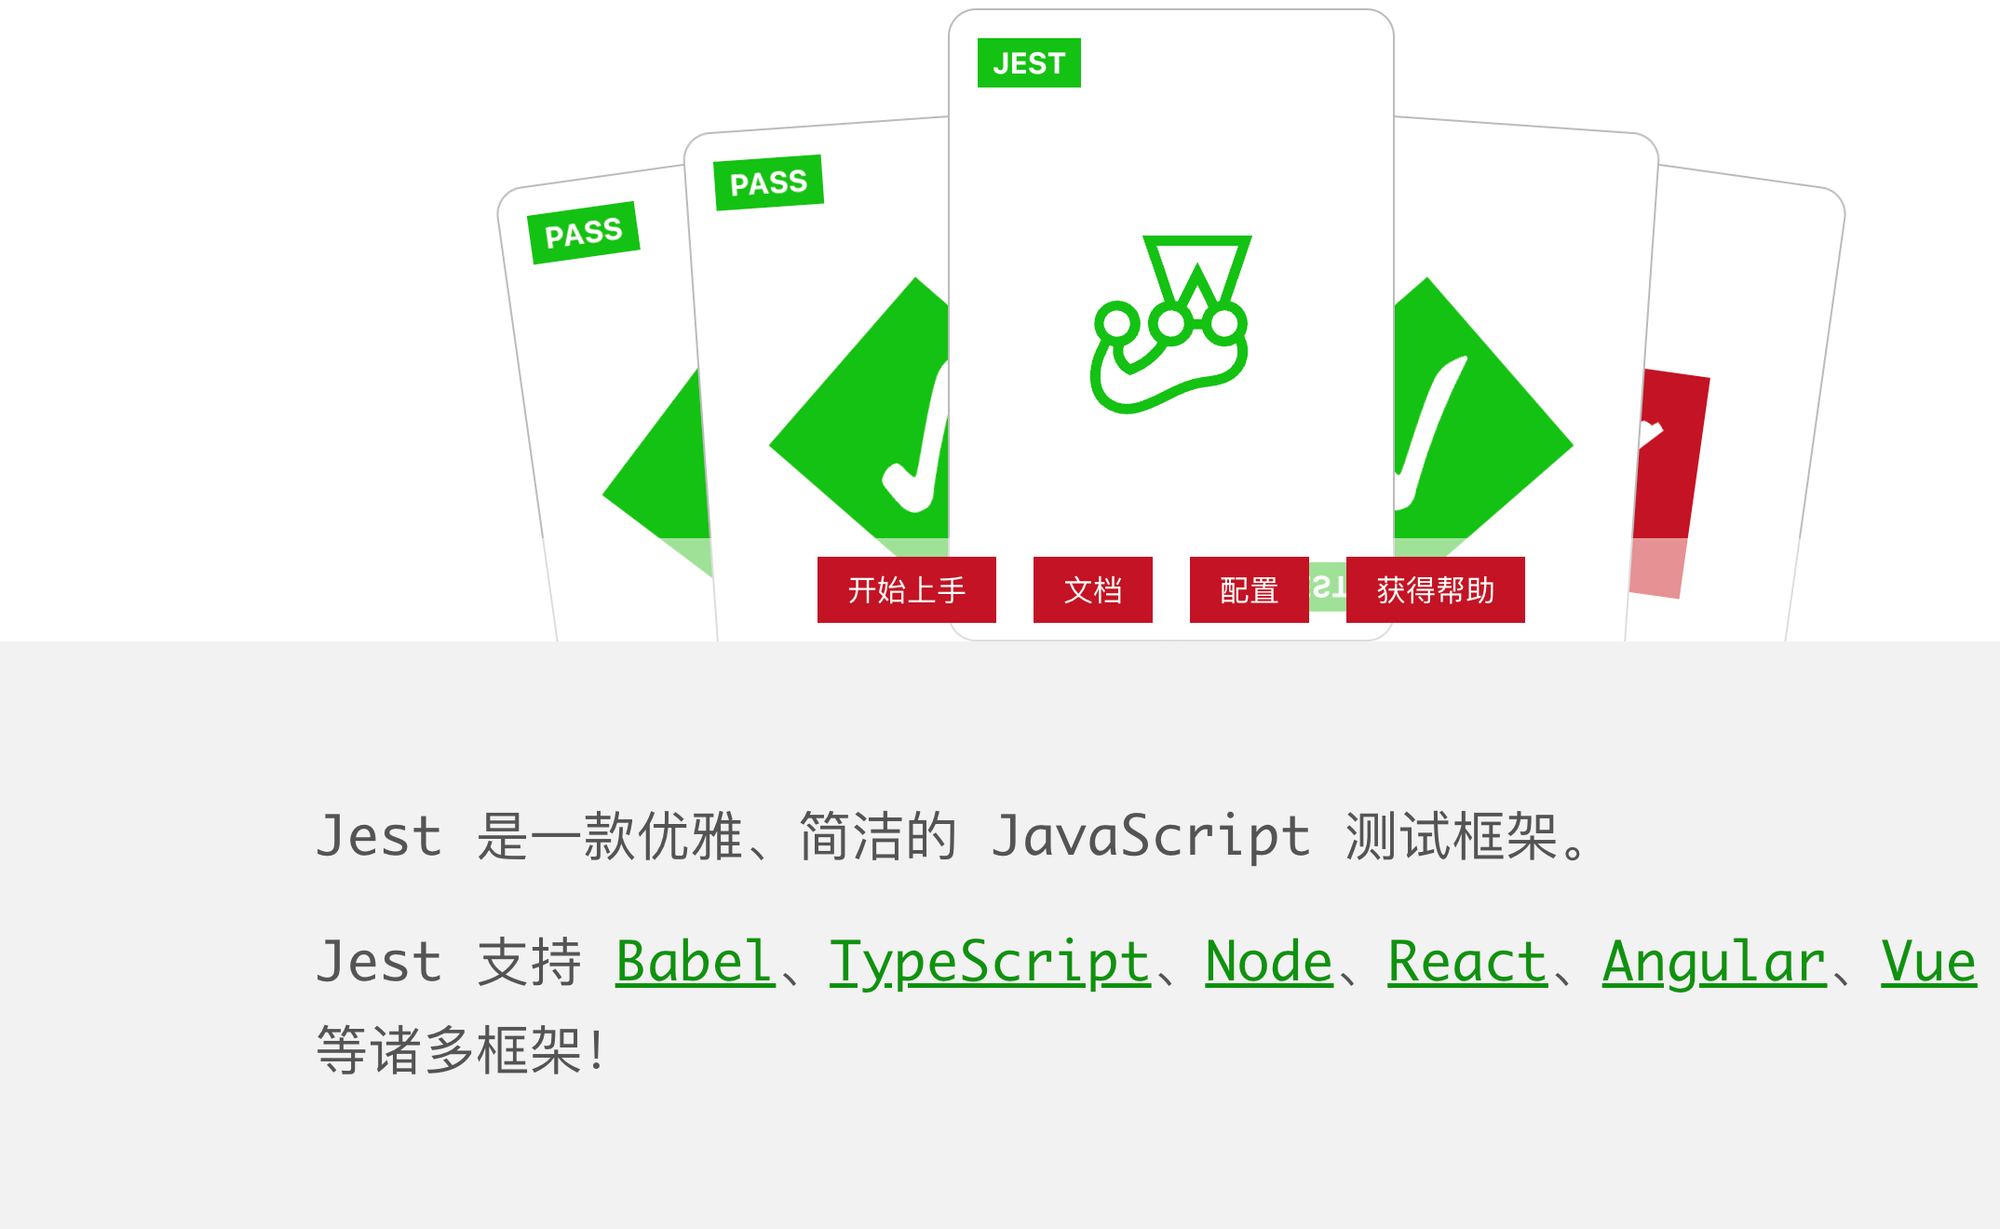 JEST
PASS
PASS
开始上手
文档
配置
获得帮助
Jest 是一款优雅、简洁的 JavaScript 测试框架。
Jest 支持 Babel、TypeScript、Node、React、Angular、Vue
等诸多框架!